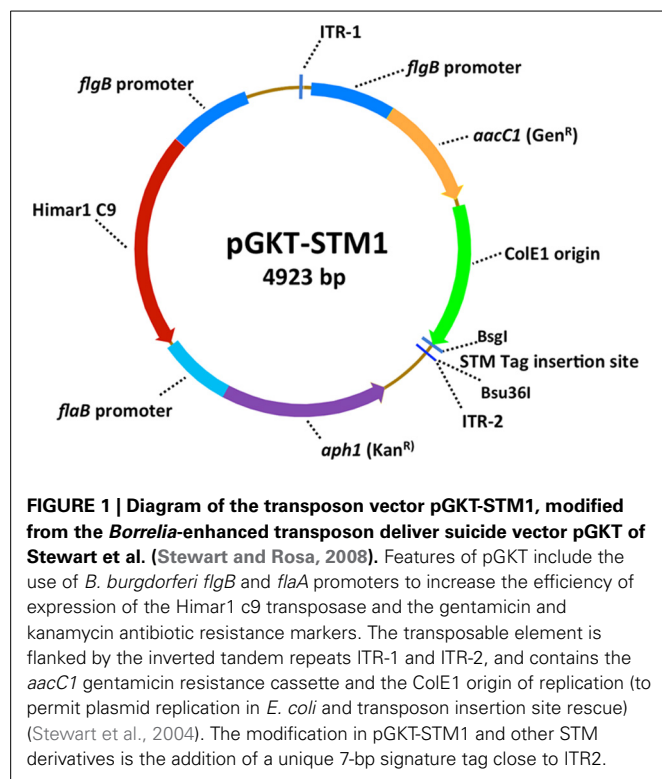 ITR-1
flgB promoter
flgB promoter
aacC1 (GenR)
Himar1 C9
pGKT-STM1
4923 bp
ColE1 origin
BsgI
STM Tag insertion site
Bsu36I
ITR-2
flaB promoter
aph1 (KanR)
FIGURE 1 | Diagram of the transposon vector pGKT-STM1, modified
from the Borrelia-enhanced transposon deliver suicide vector pGKT of
Stewart et al. (Stewart and Rosa, 2008). Features of pGKT include the
use of B. burgdorferi flgB and flaA promoters to increase the efficiency of
expression of the Himar1 c9 transposase and the gentamicin and
kanamycin antibiotic resistance markers. The transposable element is
flanked by the inverted tandem repeats ITR-1 and ITR-2, and contains the
aacC1 gentamicin resistance cassette and the ColE1 origin of replication (to
permit plasmid replication in E. coli and transposon insertion site rescue)
(Stewart et al., 2004). The modification in pGKT-STM1 and other STM
derivatives is the addition of a unique 7-bp signature tag close to ITR2.